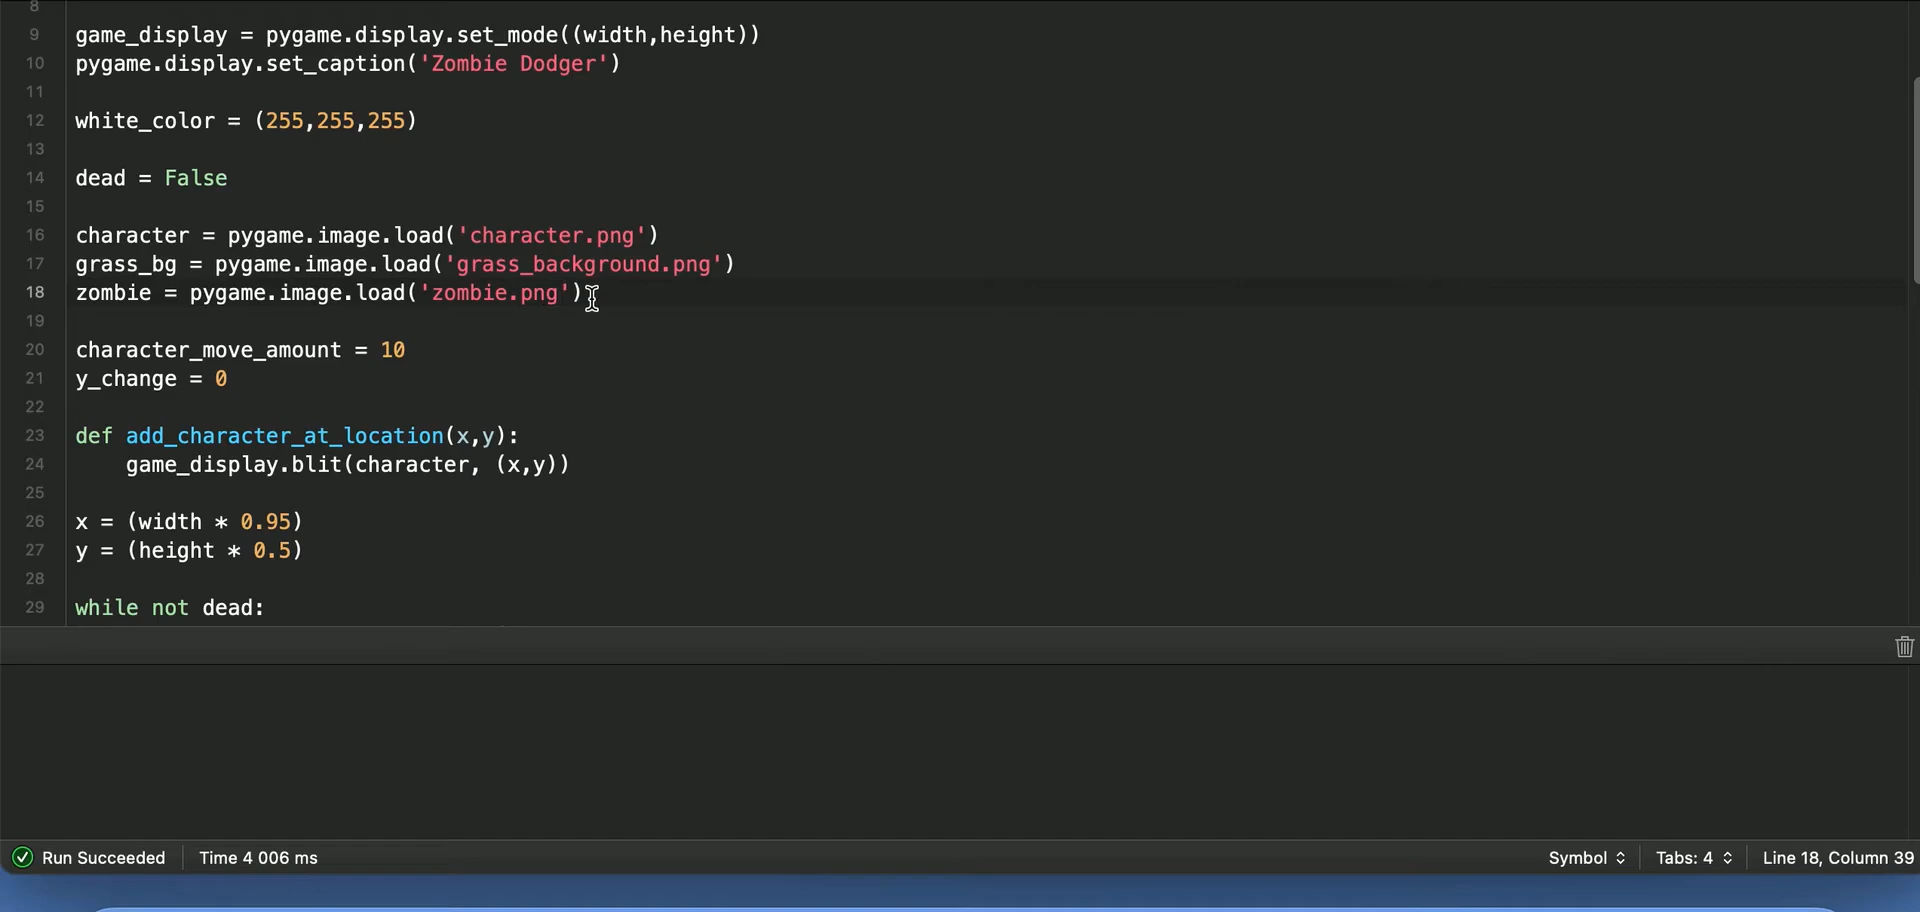 8
9 game_display = pygame.display.set_mode((width,height))
10 pygame.display.set_caption('Zombie Dodger')
11
12 white_color = (255,255,255)
13
14 dead = False
15
16 character = pygame.image.load('character.png')
17 grass_bg = pygame.image.load('grass_background.png')
18 zombie = pygame.image.load('zombie.png')
19
20 character_move_amount = 10
21 y_change = 0
22
23 def add_character_at_location(x,y):
24     game_display.blit(character, (x,y))
25
26 x = (width * 0.95)
27 y = (height * 0.5)
28
29 while not dead:
Run Succeeded Time 4 006 ms Symbol Tabs: 4 Line 18, Column 39